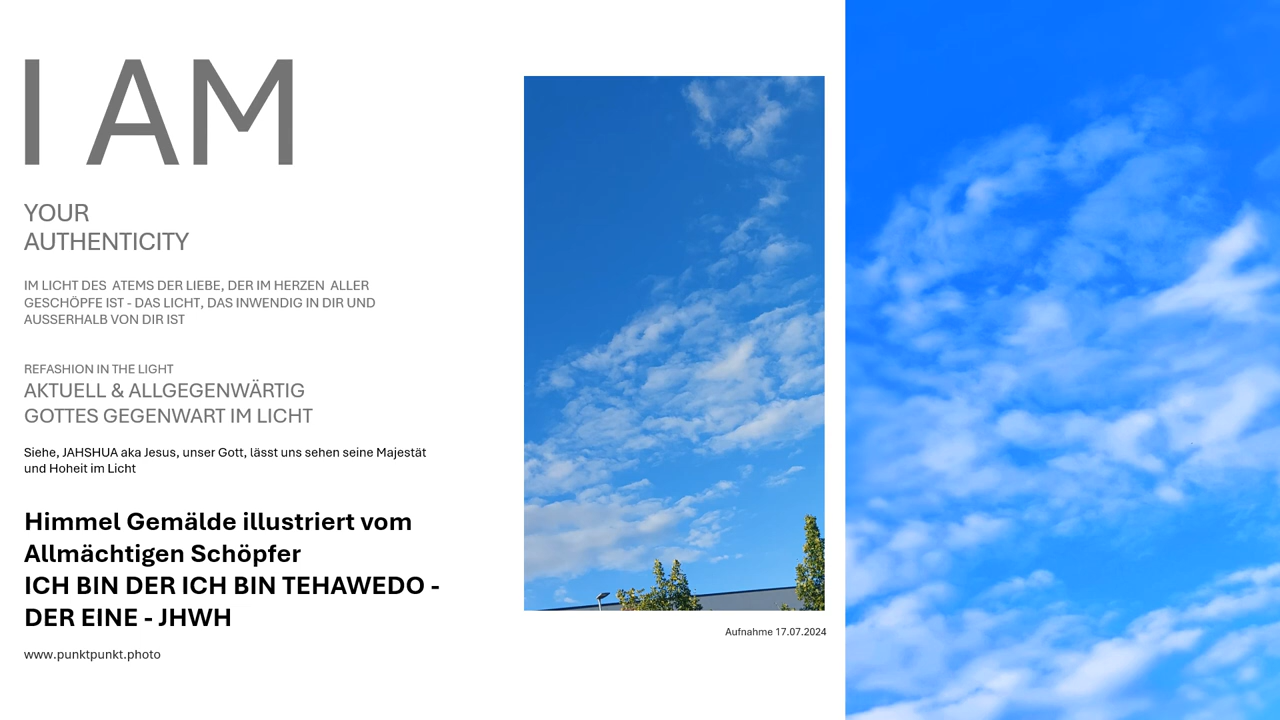 I AM
YOUR
AUTHENTICITY
IM LICHT DES  ATEMS DER LIEBE, DER IM HERZEN  ALLER
GESCHÖPFE IST - DAS LICHT, DAS INWENDIG IN DIR UND
AUSSERHALB VON DIR IST
REFASHION IN THE LIGHT
AKTUELL & ALLGEGENWÄRTIG
GOTTES GEGENWART IM LICHT
Siehe, JAHSHUA aka Jesus, unser Gott, lässt uns sehen seine Majestät
und Hoheit im Licht
Himmel Gemälde illustriert vom
Allmächtigen Schöpfer
ICH BIN DER ICH BIN TEHAWEDO -
DER EINE - JHWH
www.punktpunkt.photo
Aufnahme 17.07.2024